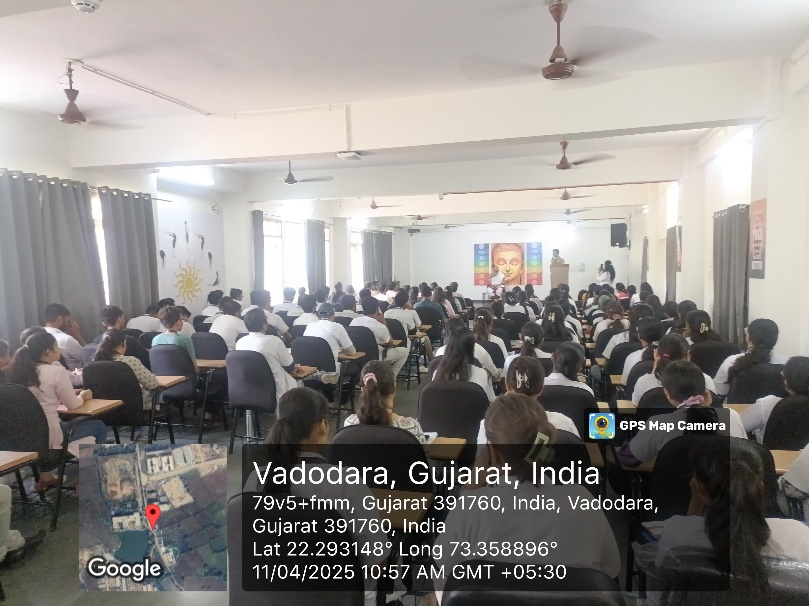 GPS Map Camera
Vadodara, Gujarat, India
79v5+fmm, Gujarat 391760, India, Vadodara,
Gujarat 391760, India
Lat 22.293148° Long 73.358896°
11/04/2025 10:57 AM GMT +05:30
Google